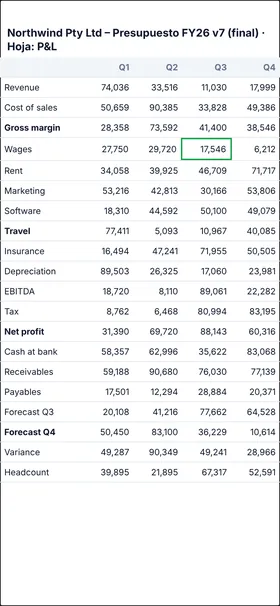 Northwind Pty Ltd – Presupuesto FY26 v7 (final) ·
Hoja: P&L
Q1 Q2 Q3 Q4
Revenue 74,036 33,516 11,030 17,999
Cost of sales 50,659 90,385 33,828 49,386
Gross margin 28,358 73,592 41,400 38,546
Wages 27,750 29,720 17,546 6,212
Rent 34,058 39,925 46,709 71,717
Marketing 53,216 42,813 30,166 53,806
Software 18,310 44,592 50,100 49,079
Travel 77,411 5,093 10,967 40,085
Insurance 16,494 47,241 71,955 50,505
Depreciation 89,503 26,325 17,060 23,981
EBITDA 18,720 8,110 89,061 22,282
Tax 8,762 6,468 80,994 83,195
Net profit 31,390 69,720 88,143 60,316
Cash at bank 58,357 62,996 35,622 83,068
Receivables 59,188 90,680 76,030 77,139
Payables 17,501 12,294 28,884 20,371
Forecast Q3 20,108 41,216 77,662 64,528
Forecast Q4 50,450 83,100 36,229 10,614
Variance 49,287 90,349 49,241 28,966
Headcount 39,895 21,895 67,317 52,591